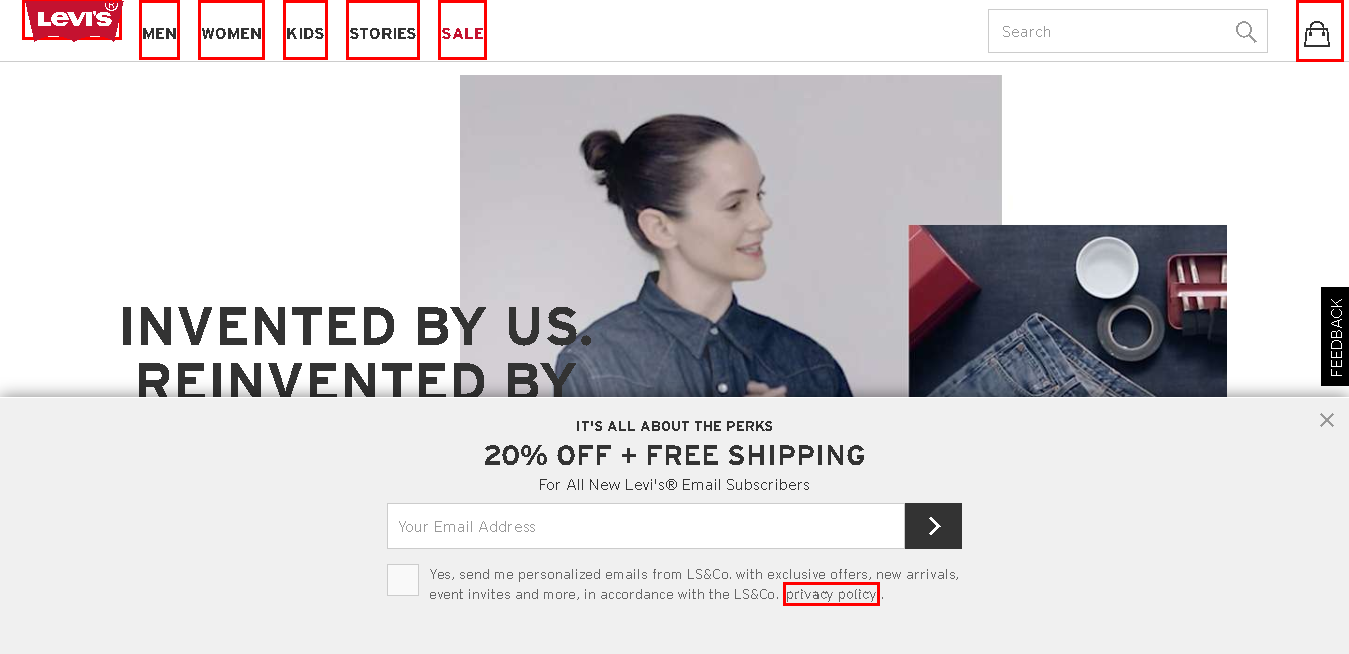 Levi's®
MEN WOMEN KIDS STORIES SALE
Search
INVENTED BY US.
REINVENTED BY
FEEDBACK
IT'S ALL ABOUT THE PERKS
20% OFF + FREE SHIPPING
For All New Levi's® Email Subscribers
Your Email Address
Yes, send me personalized emails from LS&Co. with exclusive offers, new arrivals,
event invites and more, in accordance with the LS&Co. privacy policy.